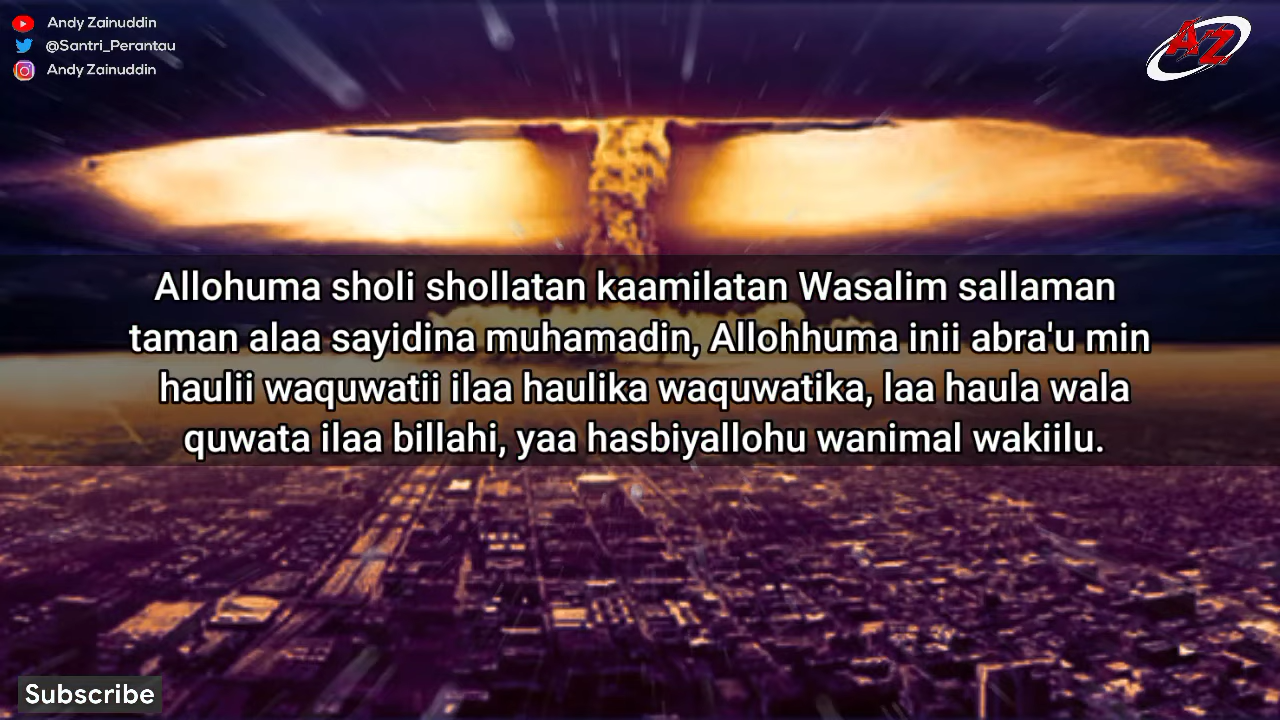 Andy Zainuddin
@Santri_Perantau
Andy Zainuddin
AZ
Allohuma sholi shollatan kaamilatan Wasalim sallaman
taman alaa sayidina muhamadin, Allohhuma inii abra'u min
haulii waquwatii ilaa haulika waquwatika, laa haula wala
quwata ilaa billahi, yaa hasbiyallohu wanimal wakiilu.
Subscribe